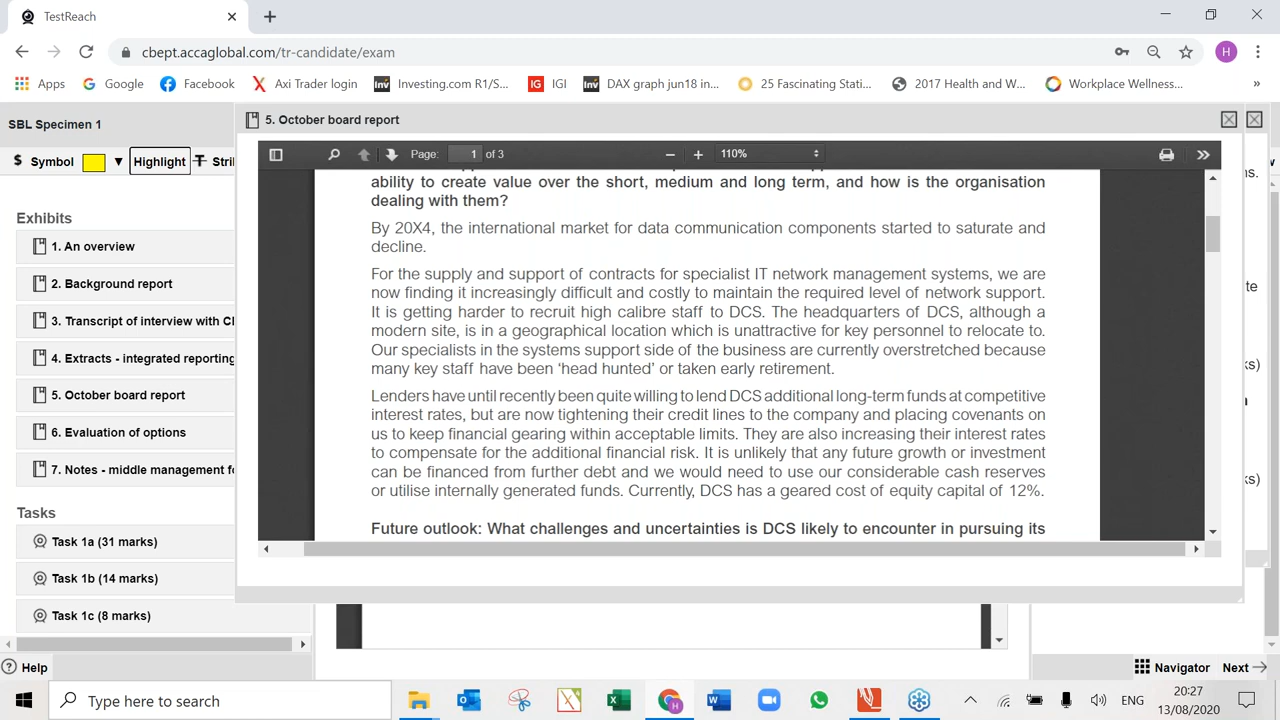 TestReach
cbept.accaglobal.com/tr-candidate/exam
H
Apps
Google
Facebook
Axi Trader login
Investing.com R1/S...
IGI
DAX graph jun18 in...
25 Fascinating Stati...
2017 Health and W...
Workplace Wellness...
»
SBL Specimen 1
5. October board report
$ Symbol
Highlight
Stri
Page: 1 of 3
110%
Exhibits
1. An overview
2. Background report
3. Transcript of interview with C
4. Extracts - integrated reporting
5. October board report
6. Evaluation of options
7. Notes - middle management f
Tasks
Task 1a (31 marks)
Task 1b (14 marks)
Task 1c (8 marks)
ability to create value over the short, medium and long term, and how is the organisation
dealing with them?
By 20X4, the international market for data communication components started to saturate and
decline.
For the supply and support of contracts for specialist IT network management systems, we are
now finding it increasingly difficult and costly to maintain the required level of network support.
It is getting harder to recruit high calibre staff to DCS. The headquarters of DCS, although a
modern site, is in a geographical location which is unattractive for key personnel to relocate to.
Our specialists in the systems support side of the business are currently overstretched because
many key staff have been ‘head hunted’ or taken early retirement.
Lenders have until recently been quite willing to lend DCS additional long-term funds at competitive
interest rates, but are now tightening their credit lines to the company and placing covenants on
us to keep financial gearing within acceptable limits. They are also increasing their interest rates
to compensate for the additional financial risk. It is unlikely that any future growth or investment
can be financed from further debt and we would need to use our considerable cash reserves
or utilise internally generated funds. Currently, DCS has a geared cost of equity capital of 12%.
Future outlook: What challenges and uncertainties is DCS likely to encounter in pursuing its
ns.
te
s)
s)
Help
Navigator
Next
Type here to search
ENG
20:27
13/08/2020